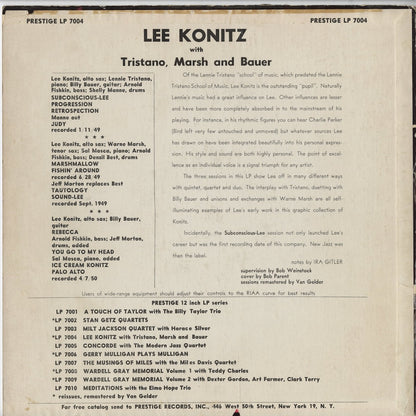 PRESTIGE LP 7004
PRESTIGE LP 7004
LEE KONITZ
with
Tristano, Marsh and Bauer
Lee Konitz, alto sax; Lennie Tristano,
piano; Billy Bauer, guitar; Arnold
Fishkin, bass; Shelly Manne, drums
SUBCONSCIOUS-LEE
PROGRESSION
RETROSPECTION
Manne out
JUDY
recorded 1/11/49
* * *
Lee Konitz, alto sax; Warne Marsh,
tenor sax; Sal Mosca, piano; Arnold
Fishkin, bass; Denzil Best, drums
MARSHMALLOW
FISHIN' AROUND
recorded 6/28/49
Jeff Morton replaces Best
TAUTOLOGY
SOUND-LEE
recorded Sept. 1949
* * *
Lee Konitz, alto sax; Billy Bauer,
guitar
REBECCA
Arnold Fishkin, bass; Jeff Morton,
drums, added
YOU GO TO MY HEAD
Sal Mosca, piano, added
ICE CREAM KONITZ
PALO ALTO
recorded 4/7/50
Of the Lennie Tristano "school" of music, which predated the Lennie
Tristano School of Music, Lee Konitz is the outstanding "pupil". Naturally
Lennie's music had a great influence on Lee. Other influences are lesser
and have been more completely absorbed in to the mainstream of his
playing. For instance, in his rhythmic figures you can hear Charlie Parker
(Bird left very few untouched and unmoved) but whatever sources Lee
has drawn on have been integrated beautifully into his personal expression.
His style and sound are both highly personal. The point of excellence
as an individual voice is a signal triumph for any artist.
The three sessions in this LP show Lee off in many different ways
with quintet, quartet and duo. The interplay with Tristano, duetting with
Billy Bauer and unisons and exchanges with Warne Marsh are all self-
illuminating examples of Lee's early work in this graphic collection of
Konitz.
Incidentally, the Subconscious-Lee session not only launched Lee's
career but was the first recording date of this company. New Jazz was
then the label.
notes by IRA GITLER
supervision by Bob Weinstock
cover by Bob Parent
sessions remastered by Van Gelder
Users of wide-range equipment should adjust their controls to the RIAA curve for best results
PRESTIGE 12 inch LP series
LP 7001 A TOUCH OF TAYLOR with The Billy Taylor Trio
*LP 7002 STAN GETZ QUARTETS
LP 7003 MILT JACKSON QUARTET with Horace Silver
*LP 7004 LEE KONITZ with Tristano, Marsh and Bauer
LP 7005 CONCORDE with The Modern Jazz Quartet
*LP 7006 GERRY MULLIGAN PLAYS MULLIGAN
LP 7007 THE MUSINGS OF MILES with the Miles Davis Quartet
*LP 7008 WARDELL GRAY MEMORIAL Volume 1 with Teddy Charles
*LP 7009 WARDELL GRAY MEMORIAL Volume 2 with Dexter Gordon, Art Farmer, Clark Terry
LP 7010 MEDITATIONS with the Elmo Hope Trio
* reissues, remastered by Van Gelder
For free catalog send to PRESTIGE RECORDS, INC., 446 West 50th Street, New York 19, N. Y.